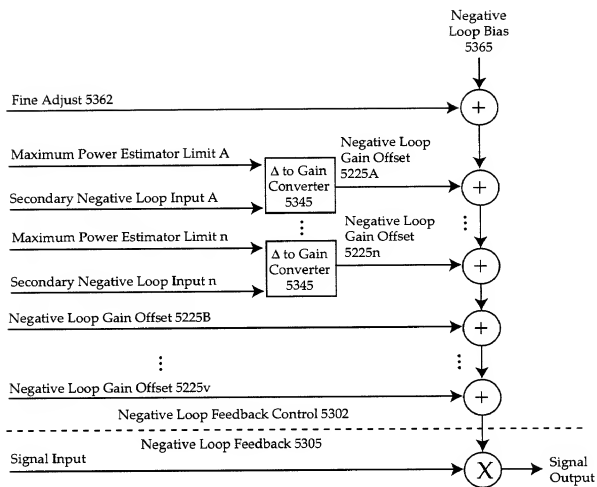 Negative
Loop Bias
5365
Fine Adjust 5362
+
Maximum Power Estimator Limit A
Δ to Gain
Converter
5345
Negative Loop
Gain Offset
5225A
+
Secondary Negative Loop Input A
Maximum Power Estimator Limit n
Δ to Gain
Converter
5345
Negative Loop
Gain Offset
5225n
+
Secondary Negative Loop Input n
Negative Loop Gain Offset 5225B
+
Negative Loop Gain Offset 5225v
+
Negative Loop Feedback Control 5302
Negative Loop Feedback 5305
Signal Input
X
Signal
Output